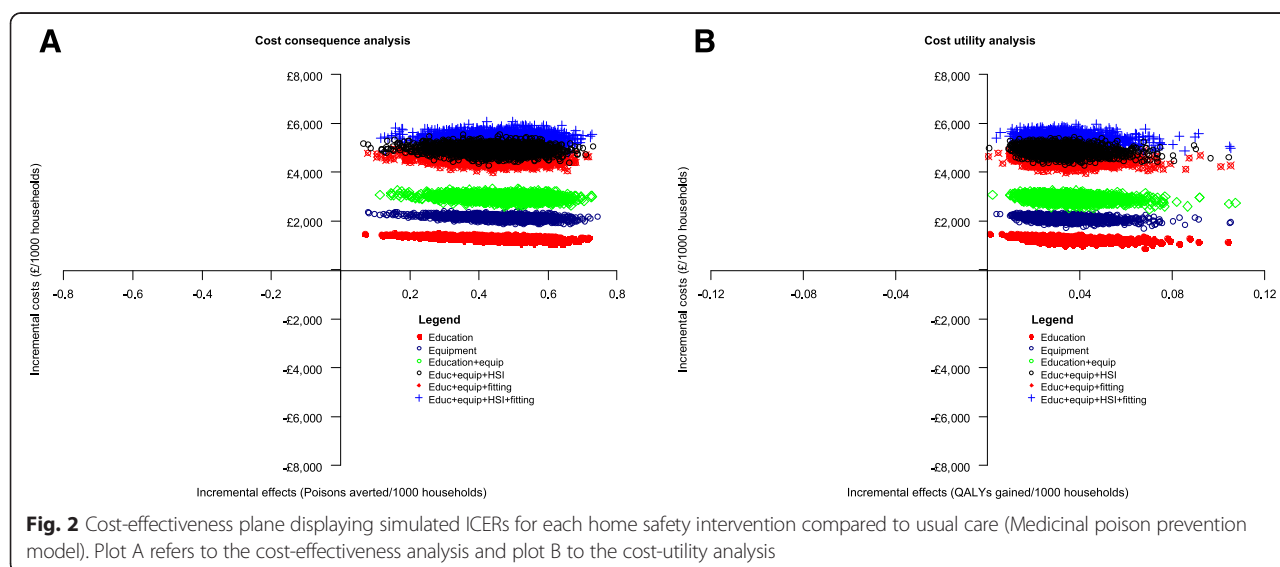 A
Cost consequence analysis
Incremental costs (£/1000 househeolds)
£8,000
£6,000
£4,000
£2,000
-£2,000
-£4,000
-£6,000
-£8,000
-0.8
-0.6
-0.4
-0.2
0.2
0.4
0.6
0.8
Legend
Education
Equipment
Education+equip
Educ+equip+HSI
Educ+equip+fitting
Educ+equip+HSI+fitting
Incremental effects (Poisons averted/1000 households)
B
Cost utility analysis
Incremental costs (£/1000 households)
£8,000
£6,000
£4,000
£2,000
-£2,000
-£4,000
-£6,000
-£8,000
-0.12
-0.08
-0.04
0.04
0.08
0.12
Legend
Education
Equipment
Education+equip
Educ+equip+HSI
Educ+equip+fitting
Educ+equip+HSI+fitting
Incremental effects (QALYs gained/1000 households)
Fig. 2 Cost-effectiveness plane displaying simulated ICERs for each home safety intervention compared to usual care (Medicinal poison prevention
model). Plot A refers to the cost-effectiveness analysis and plot B to the cost-utility analysis